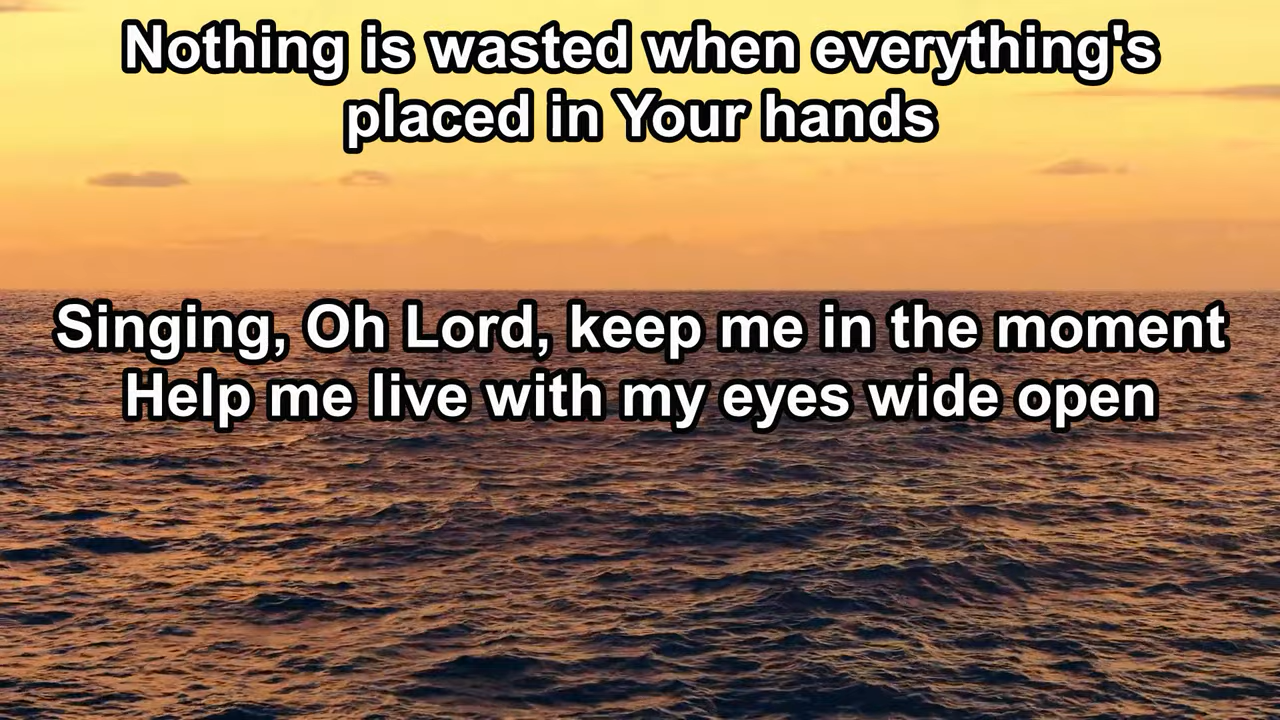 Nothing is wasted when everything's
placed in Your hands
Singing, Oh Lord, keep me in the moment
Help me live with my eyes wide open